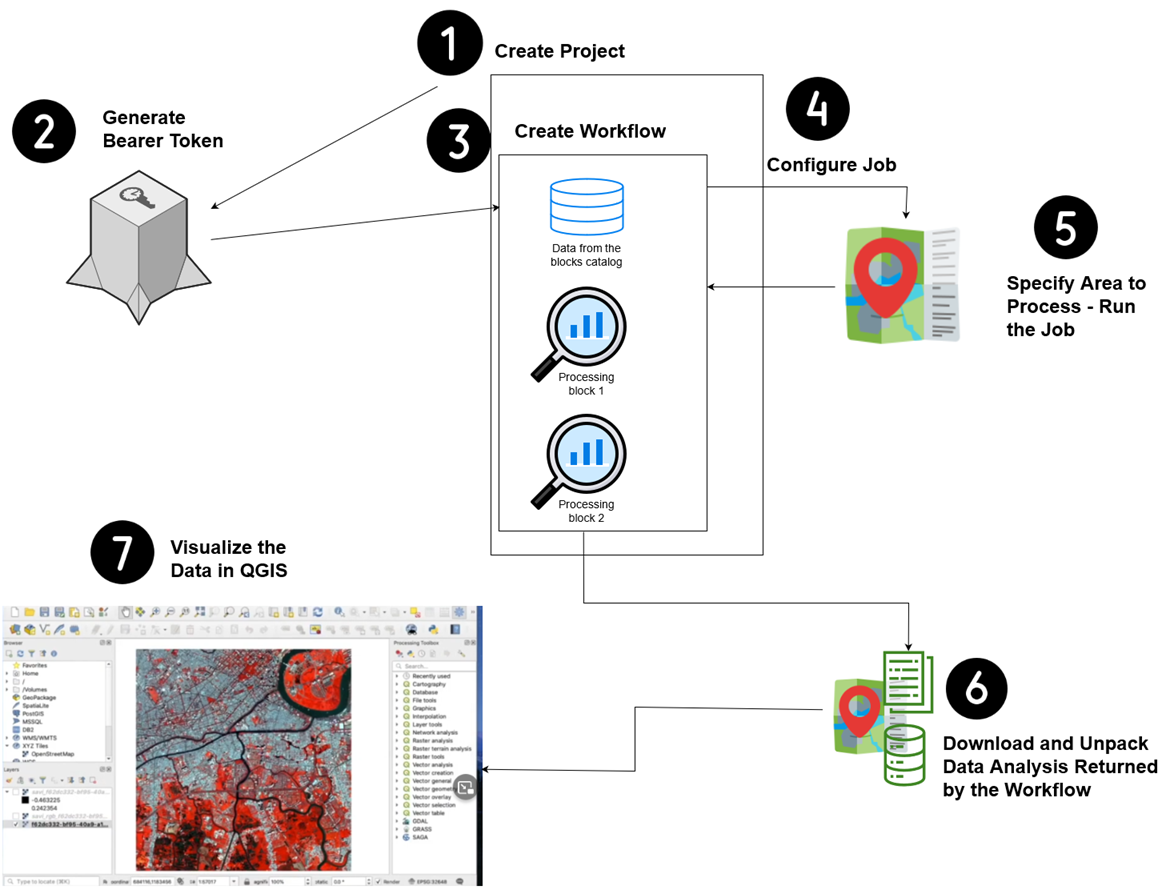 1
Create Project
2
Generate
Bearer Token
3
Create Workflow
4
Configure Job
Data from the
blocks catalog
5
Specify Area to
Process - Run
the Job
Processing
block 1
Processing
block 2
7
Visualize the
Data in QGIS
6
Download and Unpack
Data Analysis Returned
by the Workflow
Browser
Favorites
Home
/
/Volumes
GeoPackage
SpatiaLite
PostGIS
MSSQL
DB2
WMS/WMTS
XYZ Tiles
OpenStreetMap
Layers
-0.463225
0.242354
Processing Toolbox
Search...
Recently used
Cartography
Database
File tools
Graphics
Interpolation
Layer tools
Network analysis
Raster analysis
Raster terrain analysis
Raster tools
Vector analysis
Vector creation
Vector general
Vector geometry
Vector overlay
Vector selection
Vector table
GDAL
GRASS
SAGA
Type to locate (⌘K)
100%
0.0 °
Render
EPSG:32648